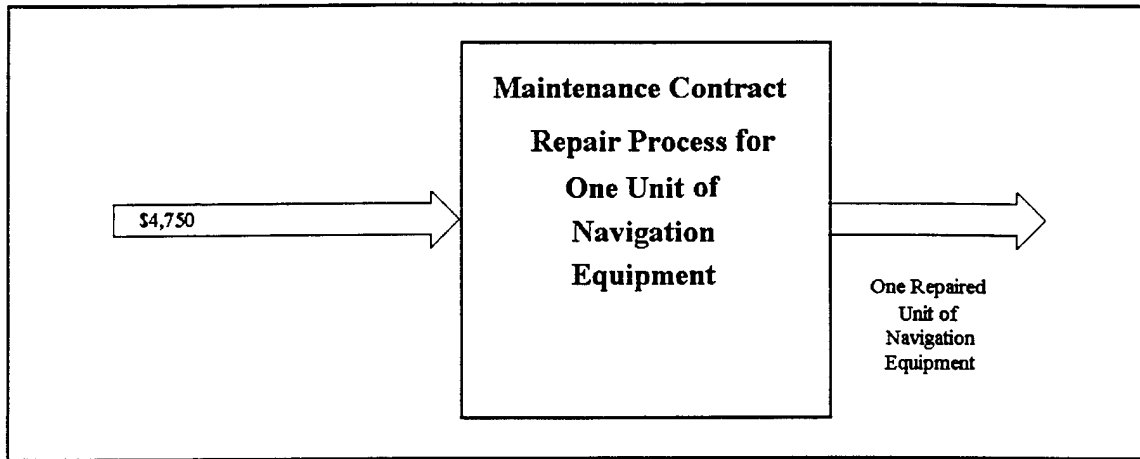 Maintenance Contract
Repair Process for
One Unit of
Navigation
Equipment
$4,750
One Repaired
Unit of
Navigation
Equipment